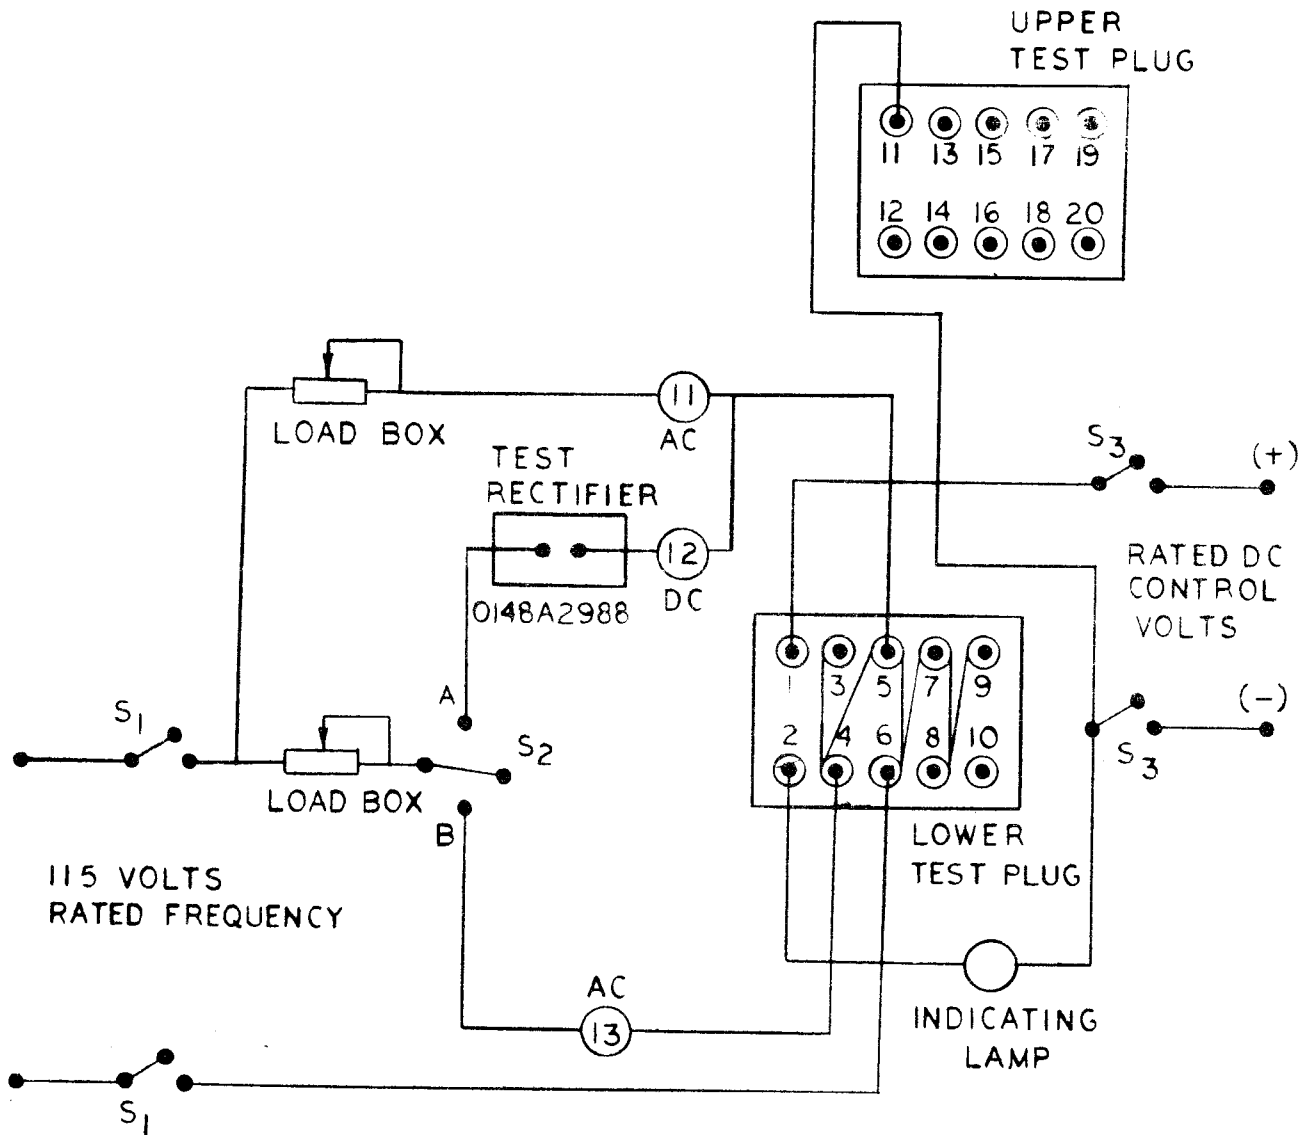 UPPER
TEST PLUG
11 13 15 17 19
12 14 16 18 20
LOAD BOX
11
AC
TEST
RECTIFIER
12
DC
0148A2988
S3
(+)
RATED DC
CONTROL
VOLTS
1 3 5 7 9
2 4 6 8 10
(-)
S3
A
S1
S2
LOAD BOX
B
LOWER
TEST PLUG
115 VOLTS
RATED FREQUENCY
AC
13
INDICATING
LAMP
S1